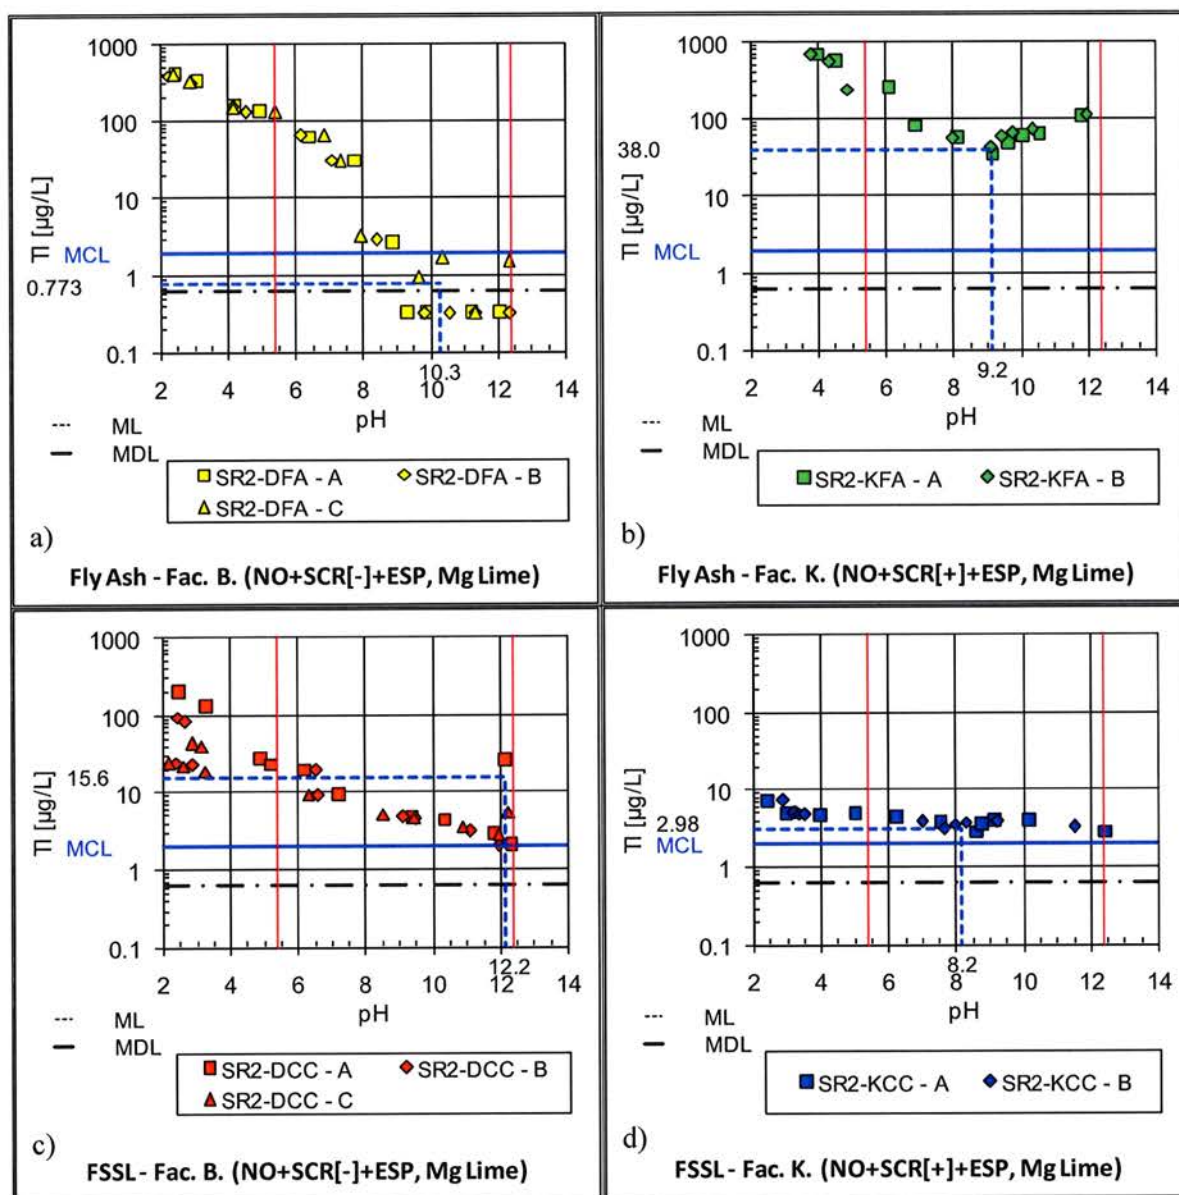 1000
100
10
1
0.1
Tl [µg/L]
MCL
0.773
10.3
2 4 6 8 10 12 14
pH
ML
MDL
SR2-DFA - A SR2-DFA - B
SR2-DFA - C
a)
Fly Ash - Fac. B. (NO+SCR[-]+ESP, Mg Lime)
1000
100
38.0
10
1
0.1
Tl [µg/L]
MCL
9.2
2 4 6 8 10 12 14
pH
ML
MDL
SR2-KFA - A SR2-KFA - B
b)
Fly Ash - Fac. K. (NO+SCR[+]+ESP, Mg Lime)
1000
100
15.6
10
1
0.1
Tl [µg/L]
MCL
12.2
2 4 6 8 10 12 14
pH
ML
MDL
SR2-DCC - A SR2-DCC - B
SR2-DCC - C
c)
FSSL - Fac. B. (NO+SCR[-]+ESP, Mg Lime)
1000
100
10
2.98
1
0.1
Tl [µg/L]
MCL
8.2
2 4 6 8 10 12 14
pH
ML
MDL
SR2-KCC - A SR2-KCC - B
d)
FSSL - Fac. K. (NO+SCR[+]+ESP, Mg Lime)